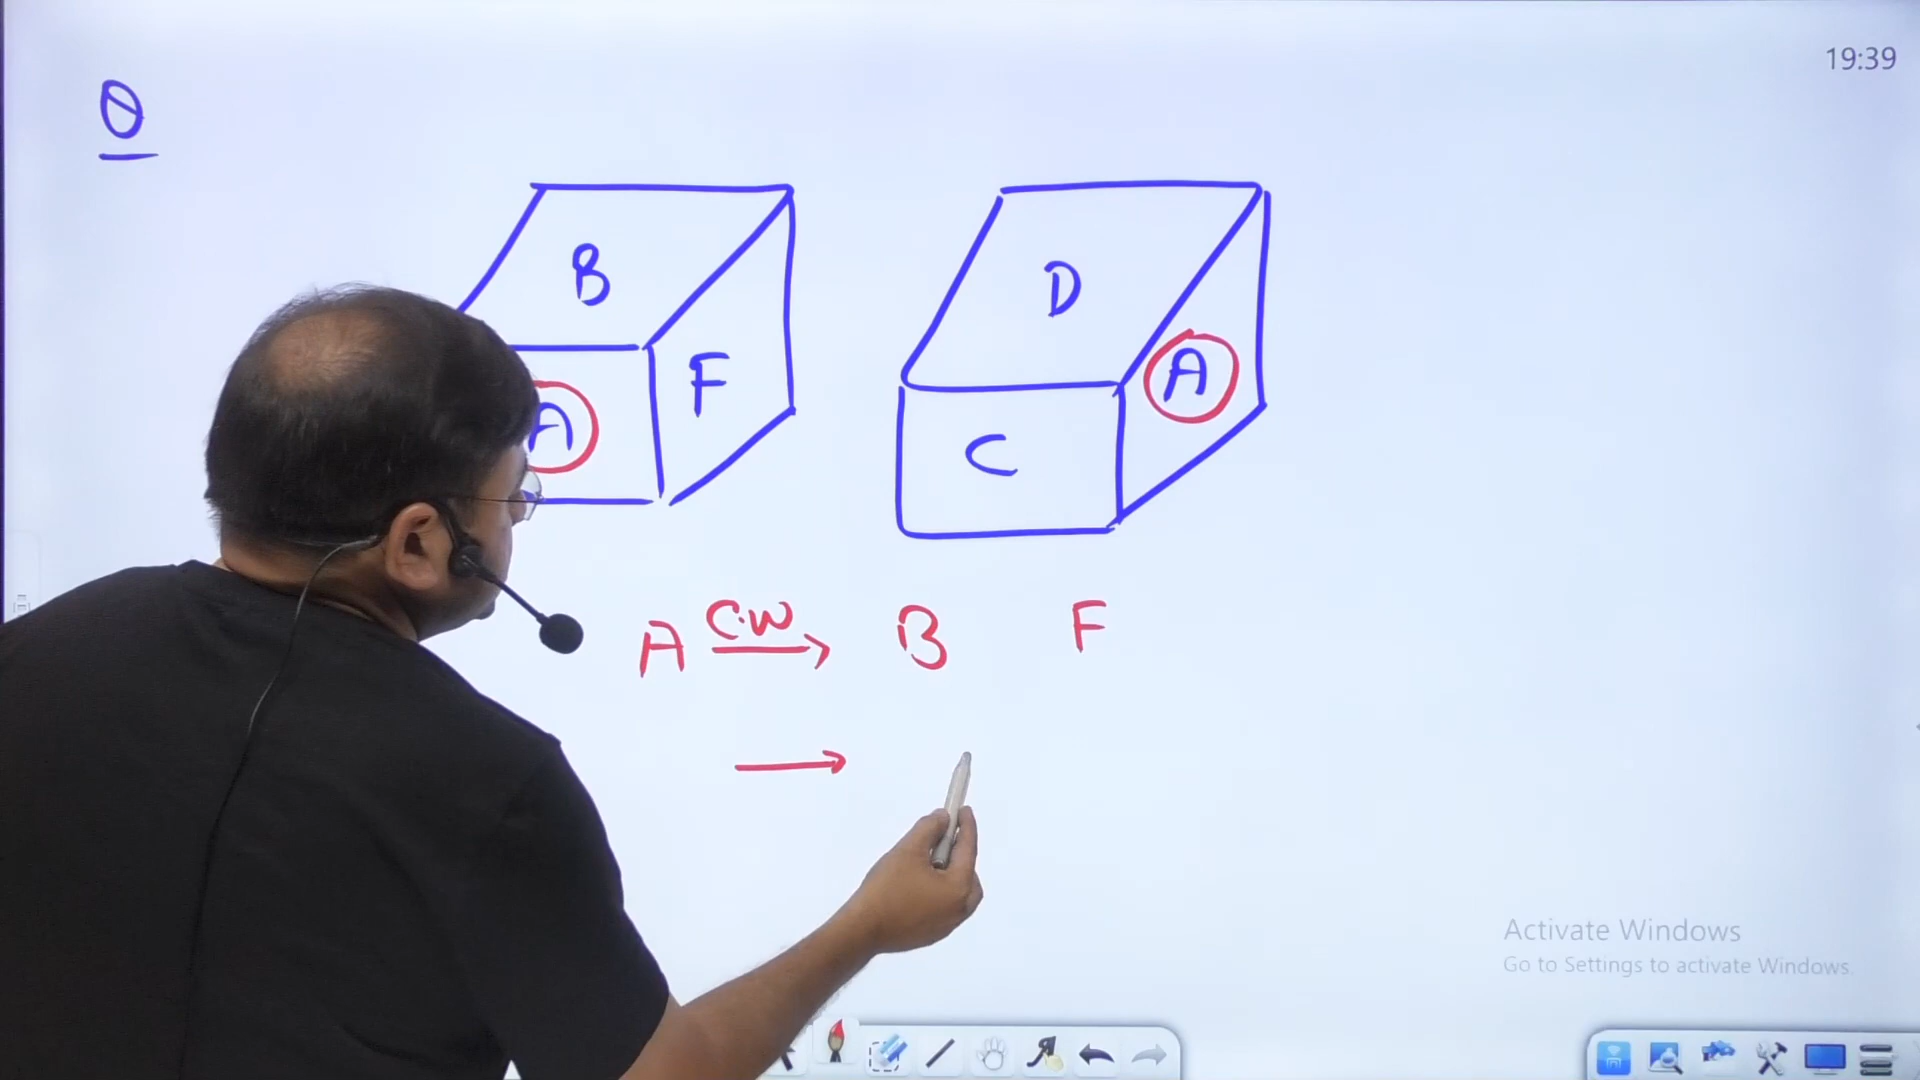 19:39
Q
B
F
A
D
A
C
A C.W → B F
→
Activate Windows
Go to Settings to activate Windows.